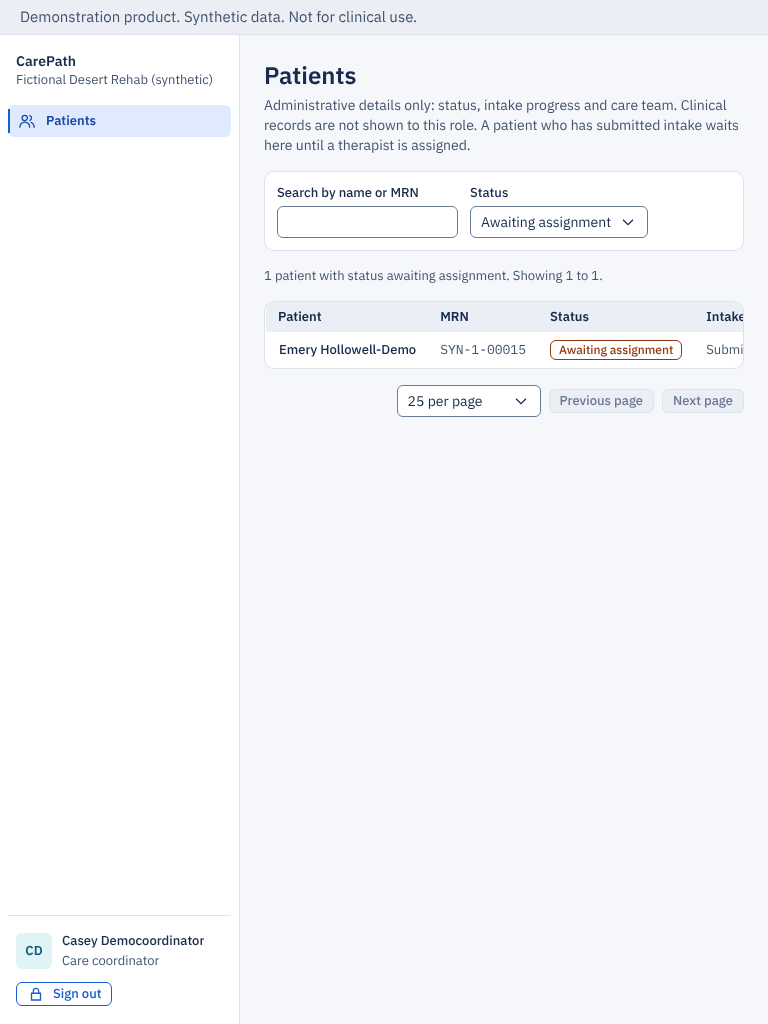 Demonstration product. Synthetic data. Not for clinical use.
CarePath
Fictional Desert Rehab (synthetic)
Patients
Casey Democoordinator
CD
Care coordinator
Sign out
Patients
Administrative details only: status, intake progress and care team. Clinical
records are not shown to this role. A patient who has submitted intake waits
here until a therapist is assigned.
Search by name or MRN
Status
Awaiting assignment
1 patient with status awaiting assignment. Showing 1 to 1.
Patient MRN Status Intake
Emery Hollowell-Demo SYN-1-00015 Awaiting assignment Submi
25 per page Previous page Next page